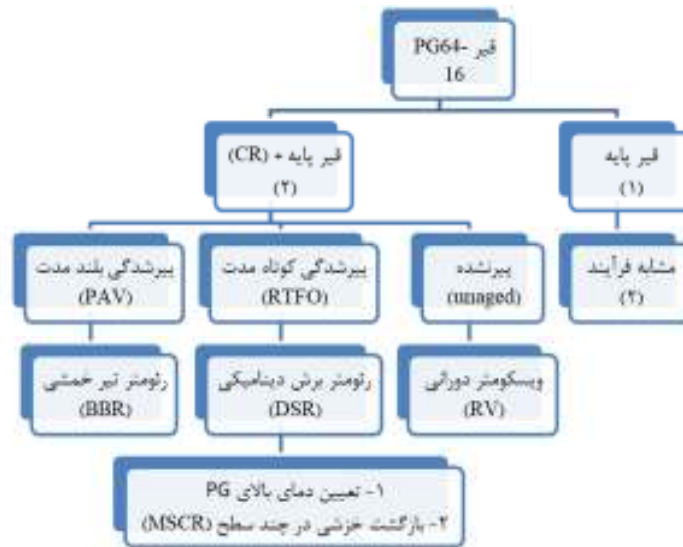 قیر PG64-
16
قیر پایه
(۱)
قیر پایه + (CR)
(۲)
مشابه فرآیند
(۲)
پیرنشده
(unaged)
پیرشدگی کوتاه مدت
(RTFO)
پیرشدگی بلند مدت
(PAV)
ویسکومتر دورانی
(RV)
رئومتر برش دینامیکی
(DSR)
رئومتر تیر خمشی
(BBR)
۱- تعیین دمای بالای PG
۲- بازگشت خزشی در چند سطح (MSCR)